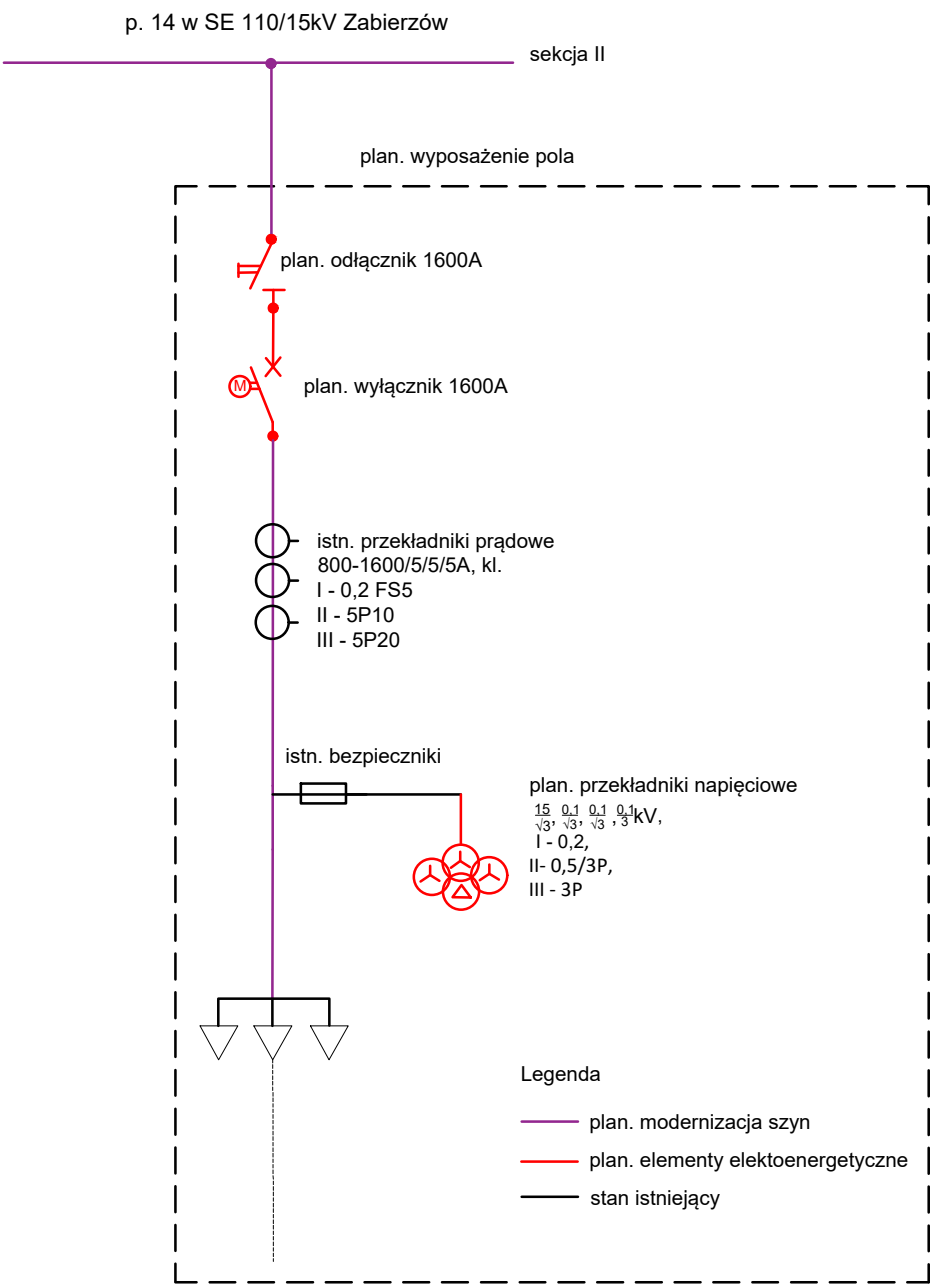 p. 14 w SE 110/15kV Zabierzów
sekcja II
plan. wyposażenie pola
plan. odłącznik 1600A
M
plan. wyłącznik 1600A
istn. przekładniki prądowe
800-1600/5/5/5A, kl.
I - 0,2 FS5
II - 5P10
III - 5P20
istn. bezpieczniki
plan. przekładniki napięciowe
15/√3, 0.1/√3, 0.1/√3 , 0.1/3 kV,
I - 0,2,
II- 0,5/3P,
III - 3P
Legenda
plan. modernizacja szyn
plan. elementy elektoenergetyczne
stan istniejący